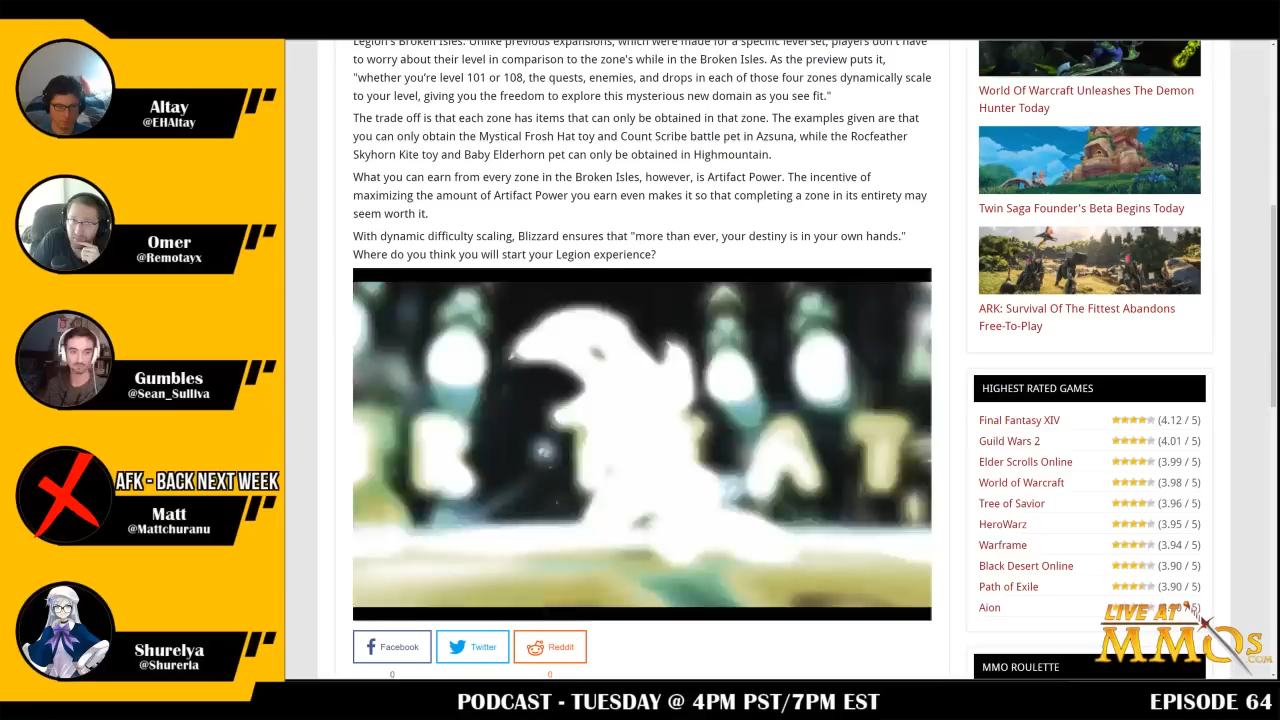 Legion's Broken Isles. Unlike previous expansions, which were made for a specific level set, players don't have
to worry about their level in comparison to the zone's while in the Broken Isles. As the preview puts it,
"whether you're level 101 or 108, the quests, enemies, and drops in each of those four zones dynamically scale
to your level, giving you the freedom to explore this mysterious new domain as you see fit."
The trade off is that each zone has items that can only be obtained in that zone. The examples given are that
you can only obtain the Mystical Frosh Hat toy and Count Scribe battle pet in Azsuna, while the Rocfeather
Skyhorn Kite toy and Baby Elderhorn pet can only be obtained in Highmountain.
What you can earn from every zone in the Broken Isles, however, is Artifact Power. The incentive of
maximizing the amount of Artifact Power you earn even makes it so that completing a zone in its entirety may
seem worth it.
With dynamic difficulty scaling, Blizzard ensures that "more than ever, your destiny is in your own hands."
Where do you think you will start your Legion experience?
Facebook
Twitter
Reddit
0
0
World Of Warcraft Unleashes The Demon
Hunter Today
Twin Saga Founder's Beta Begins Today
ARK: Survival Of The Fittest Abandons
Free-To-Play
HIGHEST RATED GAMES
Final Fantasy XIV (4.12 / 5)
Guild Wars 2 (4.01 / 5)
Elder Scrolls Online (3.99 / 5)
World of Warcraft (3.98 / 5)
Tree of Savior (3.96 / 5)
HeroWarz (3.95 / 5)
Warframe (3.94 / 5)
Black Desert Online (3.90 / 5)
Path of Exile (3.90 / 5)
Aion
MMO ROULETTE
LIVE AT
MMOs
.COM
Altay
@EHAltay
Omer
@Remotayx
Gumbles
@Sean_Sulliva
AFK - BACK NEXT WEEK
Matt
@Mattchuranu
Shurelya
@Shureria
PODCAST - TUESDAY @ 4PM PST/7PM EST
EPISODE 64